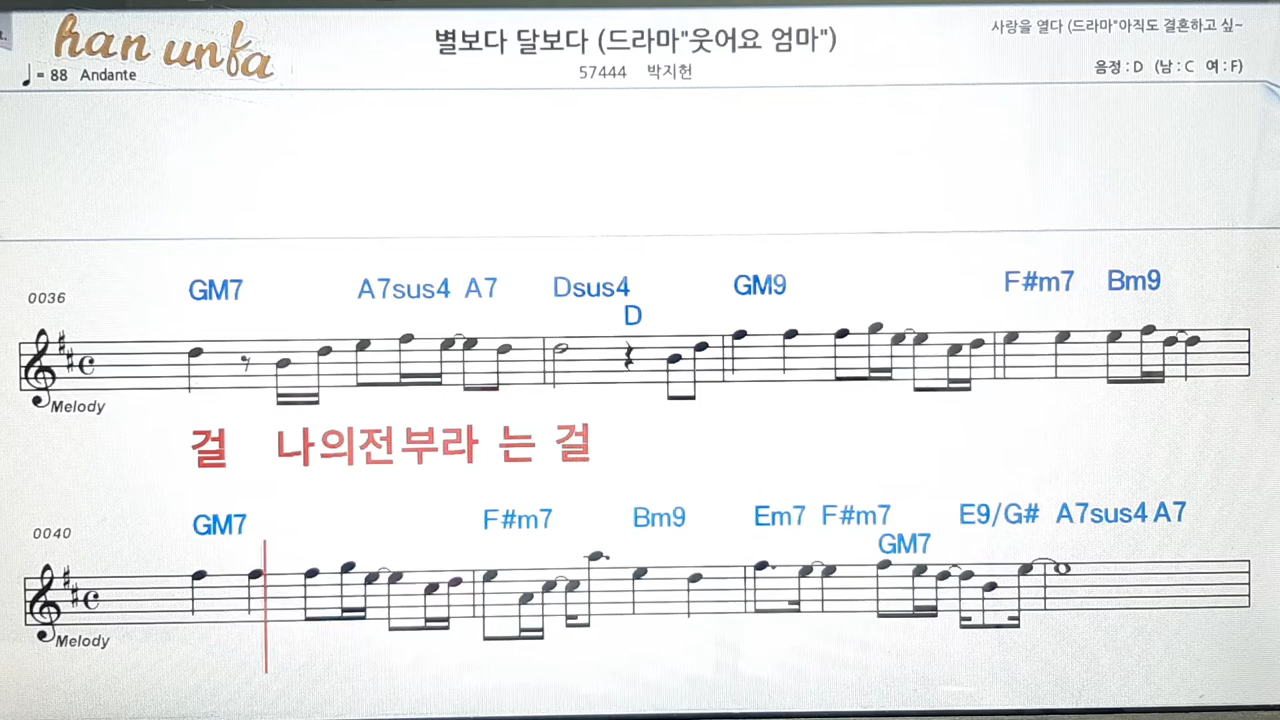 han unfa
♩ = 88 Andante
별보다 달보다 (드라마"웃어요 엄마")
57444 박지헌
사랑을 열다 (드라마"아직도 결혼하고 싶~
음정 : D (남 : C 여 : F)
0036
GM7 A7sus4 A7 Dsus4 GM9 F#m7 Bm9
D
Melody
걸 나의전부라 는 걸
0040
GM7 F#m7 Bm9 Em7 F#m7 E9/G# A7sus4 A7
GM7
Melody